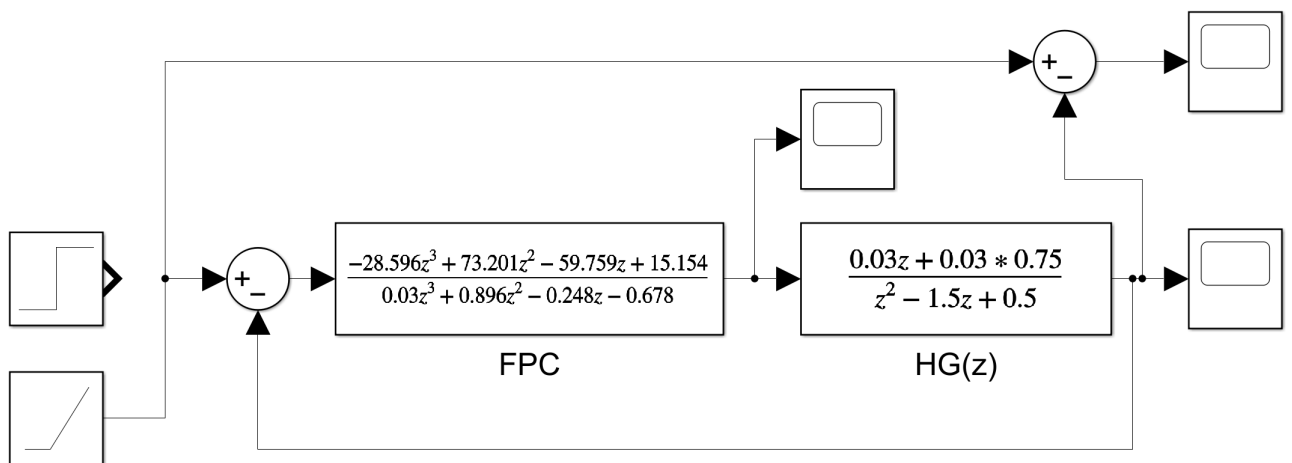 +
−
+
−
−28.596z³ + 73.201z² − 59.759z + 15.154
0.03z³ + 0.896z² − 0.248z − 0.678
0.03z + 0.03 * 0.75
z² − 1.5z + 0.5
FPC
HG(z)